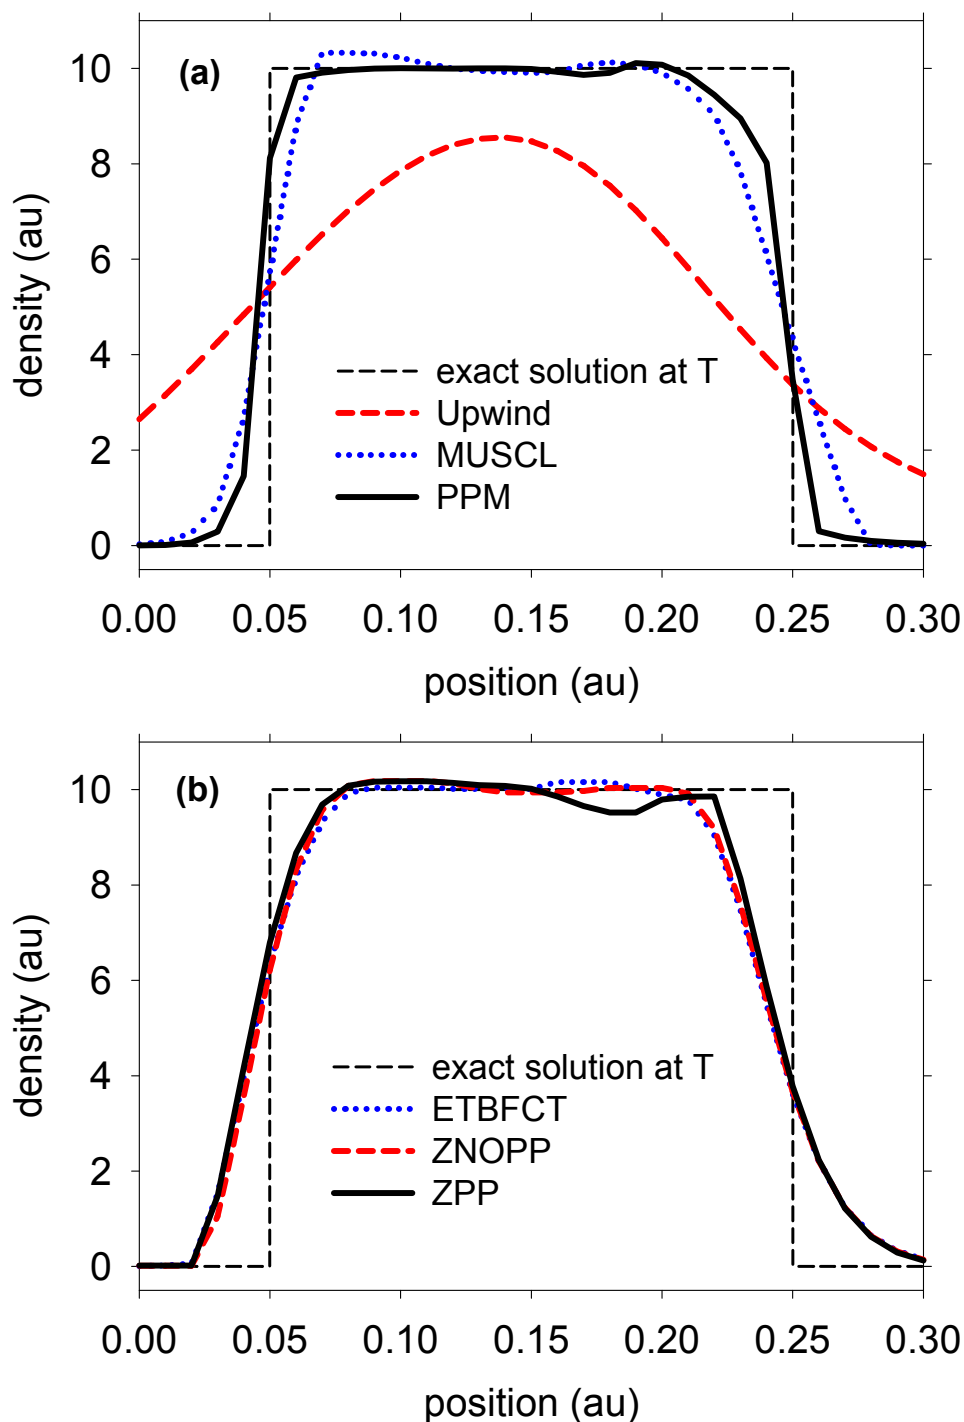 (a)
10
8
6
4
2
0
density (au)
exact solution at T
Upwind
MUSCL
PPM
0.00 0.05 0.10 0.15 0.20 0.25 0.30
position (au)
(b)
10
8
6
4
2
0
density (au)
exact solution at T
ETBFCT
ZNOPP
ZPP
0.00 0.05 0.10 0.15 0.20 0.25 0.30
position (au)